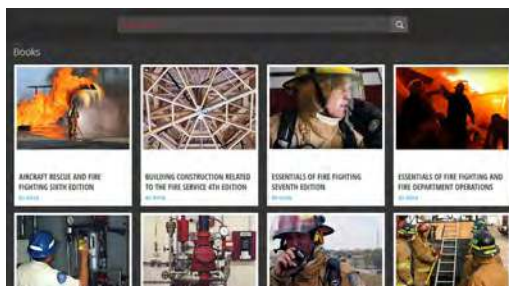 Books
AIRCRAFT RESCUE AND FIRE
FIGHTING SIXTH EDITION
BUILDING CONSTRUCTION RELATED
TO THE FIRE SERVICE 4TH EDITION
ESSENTIALS OF FIRE FIGHTING
SEVENTH EDITION
ESSENTIALS OF FIRE FIGHTING AND
FIRE DEPARTMENT OPERATIONS